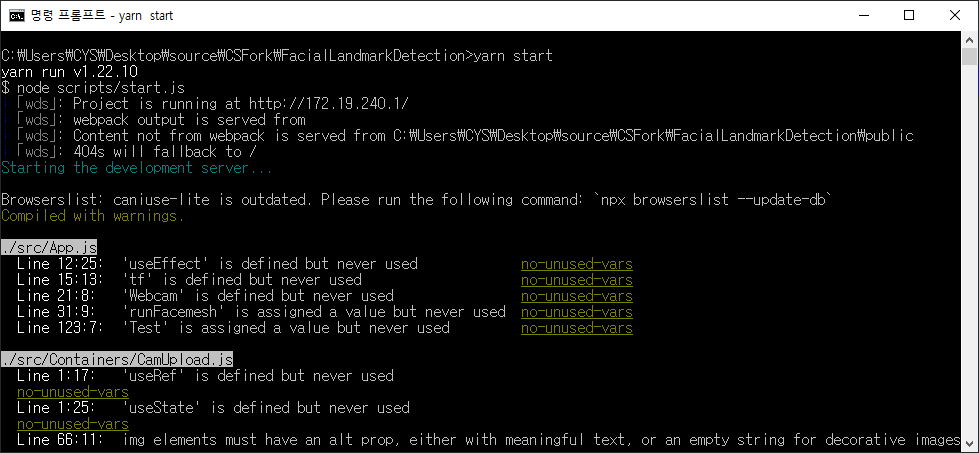 명령 프롬프트 - yarn  start
C:\Users\CYS\Desktop\source\CSFork\FacialLandmarkDetection>yarn start
yarn run v1.22.10
$ node scripts/start.js
｢wds｣: Project is running at http://172.19.240.1/
｢wds｣: webpack output is served from
｢wds｣: Content not from webpack is served from C:₩Users₩CYS₩Desktop₩source₩CSFork₩FacialLandmarkDetection₩public
｢wds｣: 404s will fallback to /
Starting the development server...
Browserslist: caniuse-lite is outdated. Please run the following command: `npx browserslist --update-db`
Compiled with warnings.
./src/App.js
Line 12:25:  'useEffect' is defined but never used  no-unused-vars
Line 15:13:  'tf' is defined but never used  no-unused-vars
Line 21:8:  'Webcam' is defined but never used  no-unused-vars
Line 31:9:  'runFacemesh' is assigned a value but never used  no-unused-vars
Line 123:7:  'Test' is assigned a value but never used  no-unused-vars
./src/Containers/CamUpload.js
Line 1:17:  'useRef' is defined but never used
no-unused-vars
Line 1:25:  'useState' is defined but never used
no-unused-vars
Line 66:11:  img elements must have an alt prop, either with meaningful text, or an empty string for decorative images